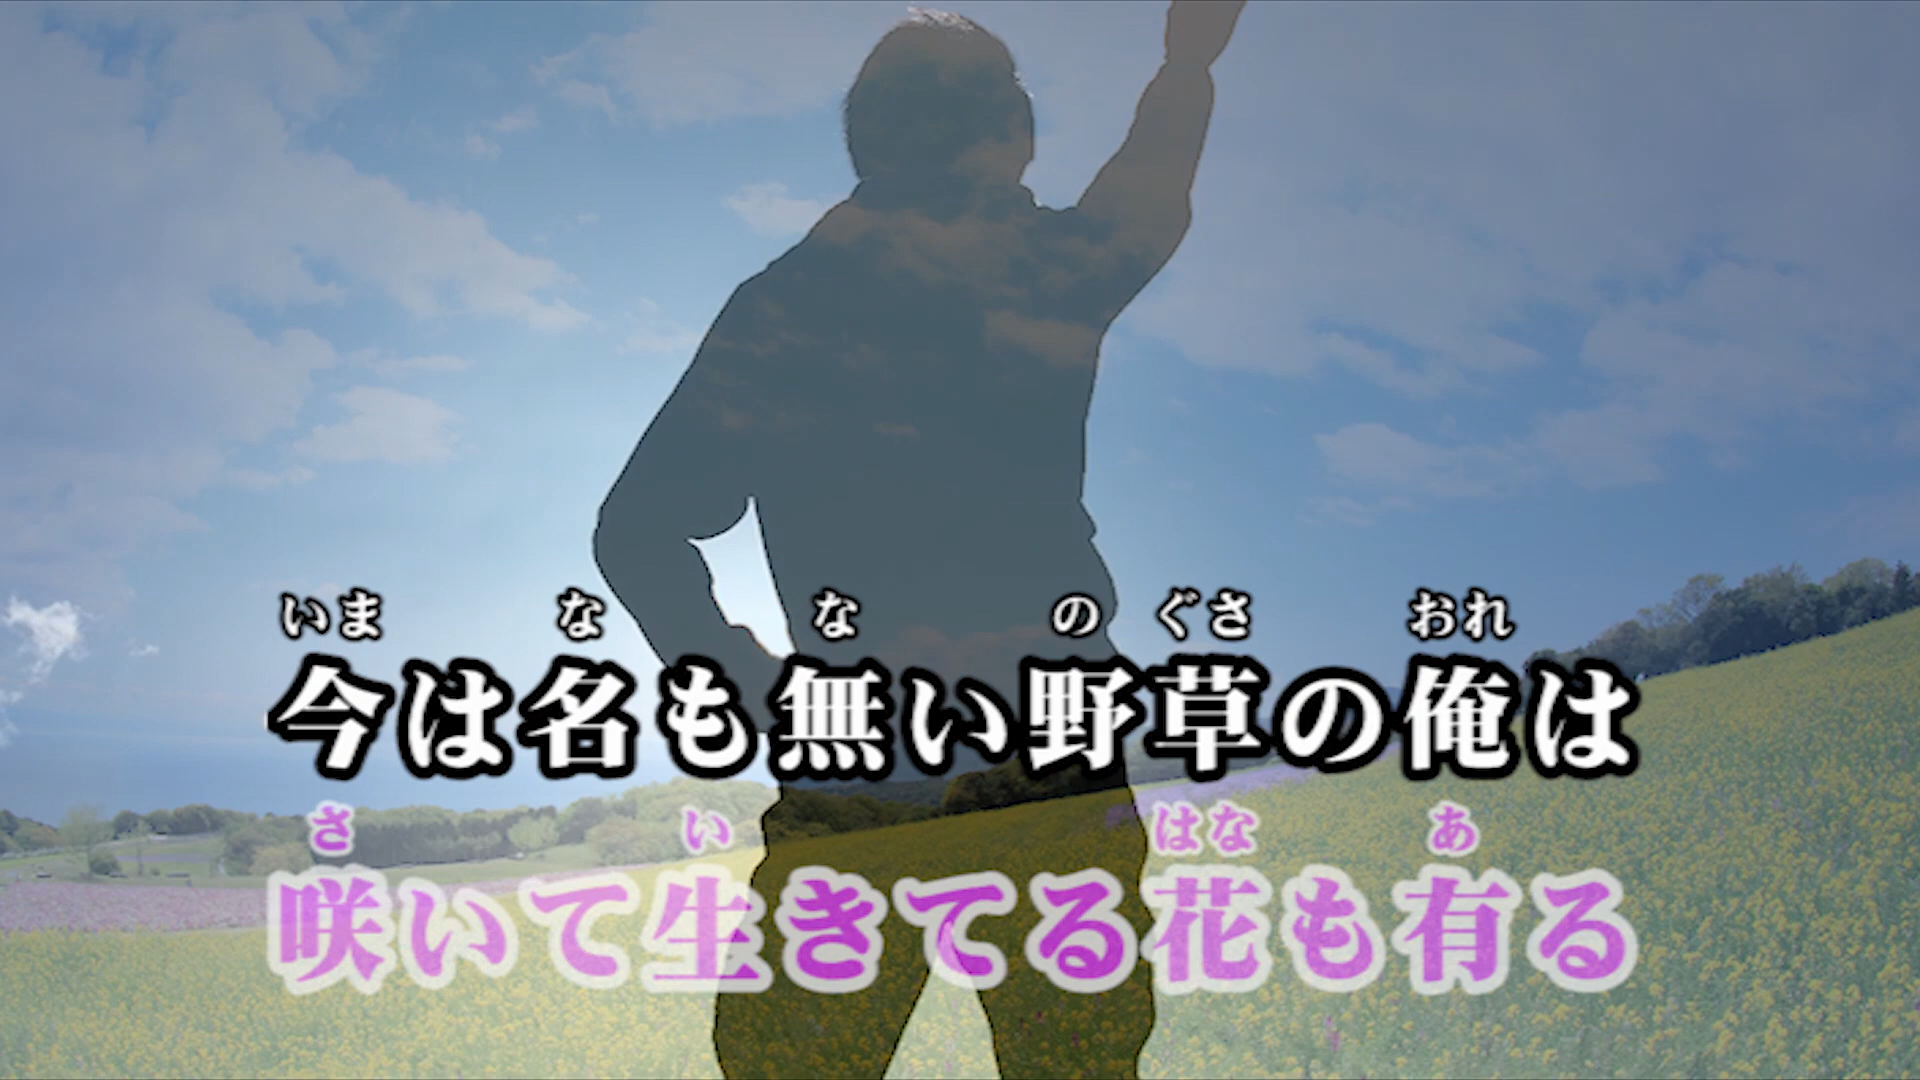 いま な な の ぐさ おれ
今は名も無い野草の俺は
さ い はな あ
咲いて生きてる花も有る